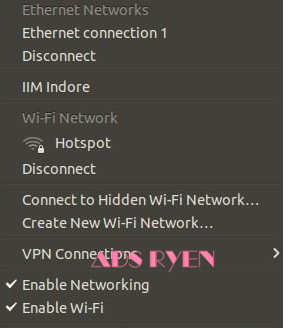 Ethernet Networks
Ethernet connection 1
Disconnect
IIM Indore
Wi-Fi Network
Hotspot
Disconnect
Connect to Hidden Wi-Fi Network...
Create New Wi-Fi Network...
VPN Connections
ADS RYEN
Enable Networking
Enable Wi-Fi